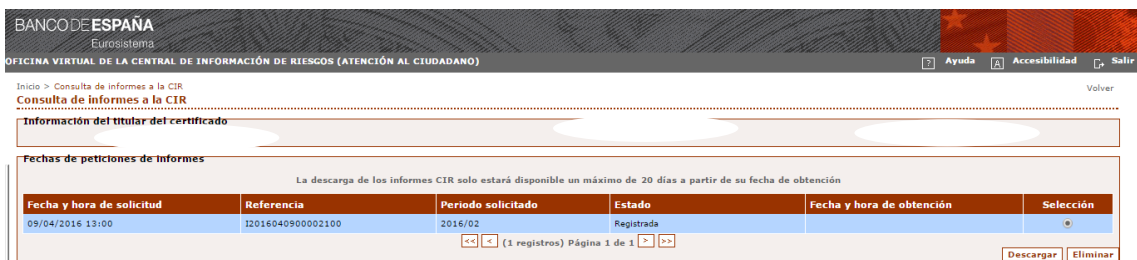 BANCODEESPAÑA
Eurosistema
OFICINA VIRTUAL DE LA CENTRAL DE INFORMACIÓN DE RIESGOS (ATENCIÓN AL CIUDADANO) ? Ayuda A Accesibilidad Salir
Inicio > Consulta de informes a la CIR Volver
Consulta de informes a la CIR
Información del titular del certificado
Fechas de peticiones de informes
La descarga de los informes CIR solo estará disponible un máximo de 20 días a partir de su fecha de obtención
Fecha y hora de solicitud Referencia Periodo solicitado Estado Fecha y hora de obtención Selección
09/04/2016 13:00 I2016040900002100 2016/02 Registrada
<< < (1 registros) Página 1 de 1 > >>
Descargar Eliminar